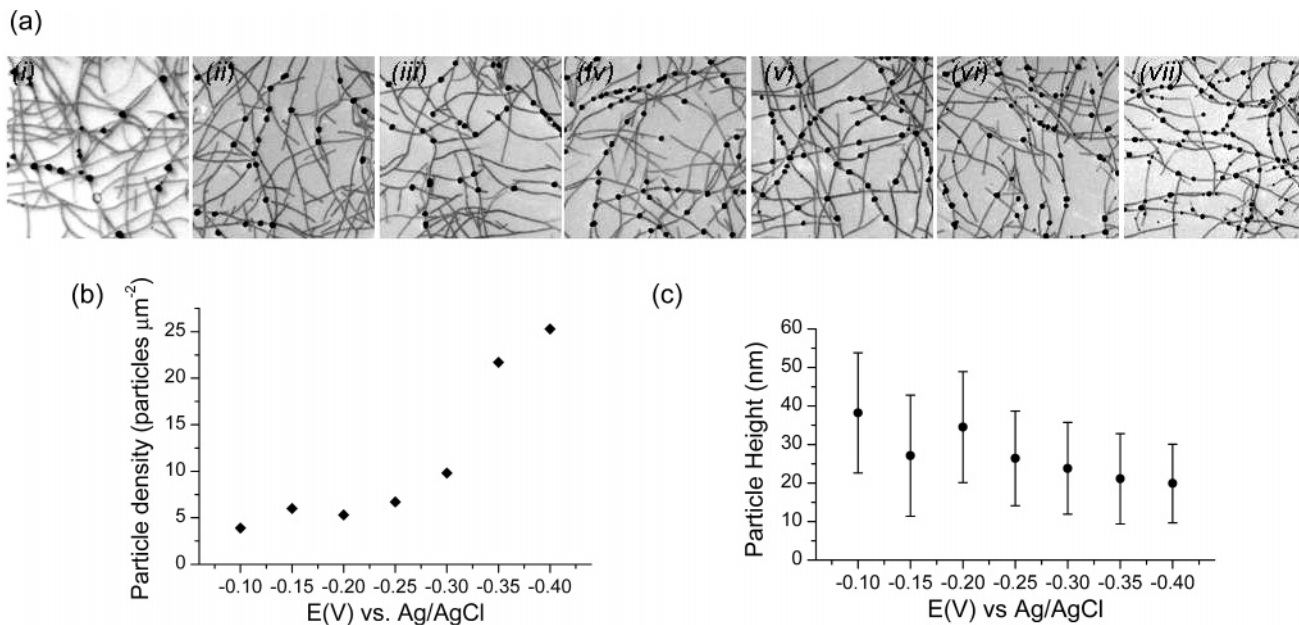 (a)
(i) (ii) (iii) (iv) (v) (vi) (vii)
(b)
Particle density (particles μm⁻²)
25
20
15
10
5
0
-0.10 -0.15 -0.20 -0.25 -0.30 -0.35 -0.40
E(V) vs. Ag/AgCl
(c)
Particle Height (nm)
60
50
40
30
20
10
0
-0.10 -0.15 -0.20 -0.25 -0.30 -0.35 -0.40
E(V) vs Ag/AgCl